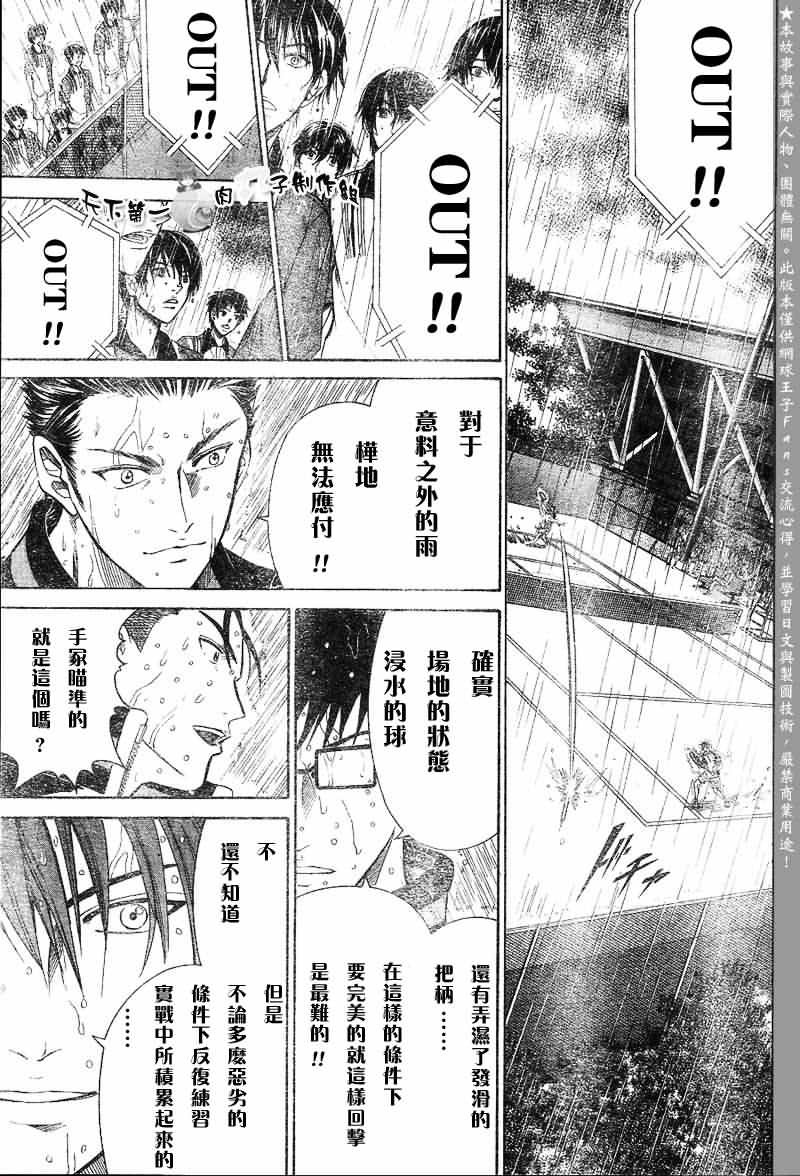 ★本故事與實際人物、團體無關。此版本僅供網球王子Fans交流心得，並學習日文與製圖技術，嚴禁商業用途！
OUT!!
OUT!!
OUT!!
OUT!!
天下第一
肉丸子制作組
對于
意料之外的雨
樺地
無法應付!!
確實
場地的狀態
浸水的球
手冢瞄準的
就是這個嗎?
ドギャ
還有弄濕了發滑的
把柄……
在這樣的條件下
要完美的就這樣回擊
是最難的!!
不
還不知道
但是
不論多麼惡劣的
條件下反復練習
實戰中所積累起來的
……